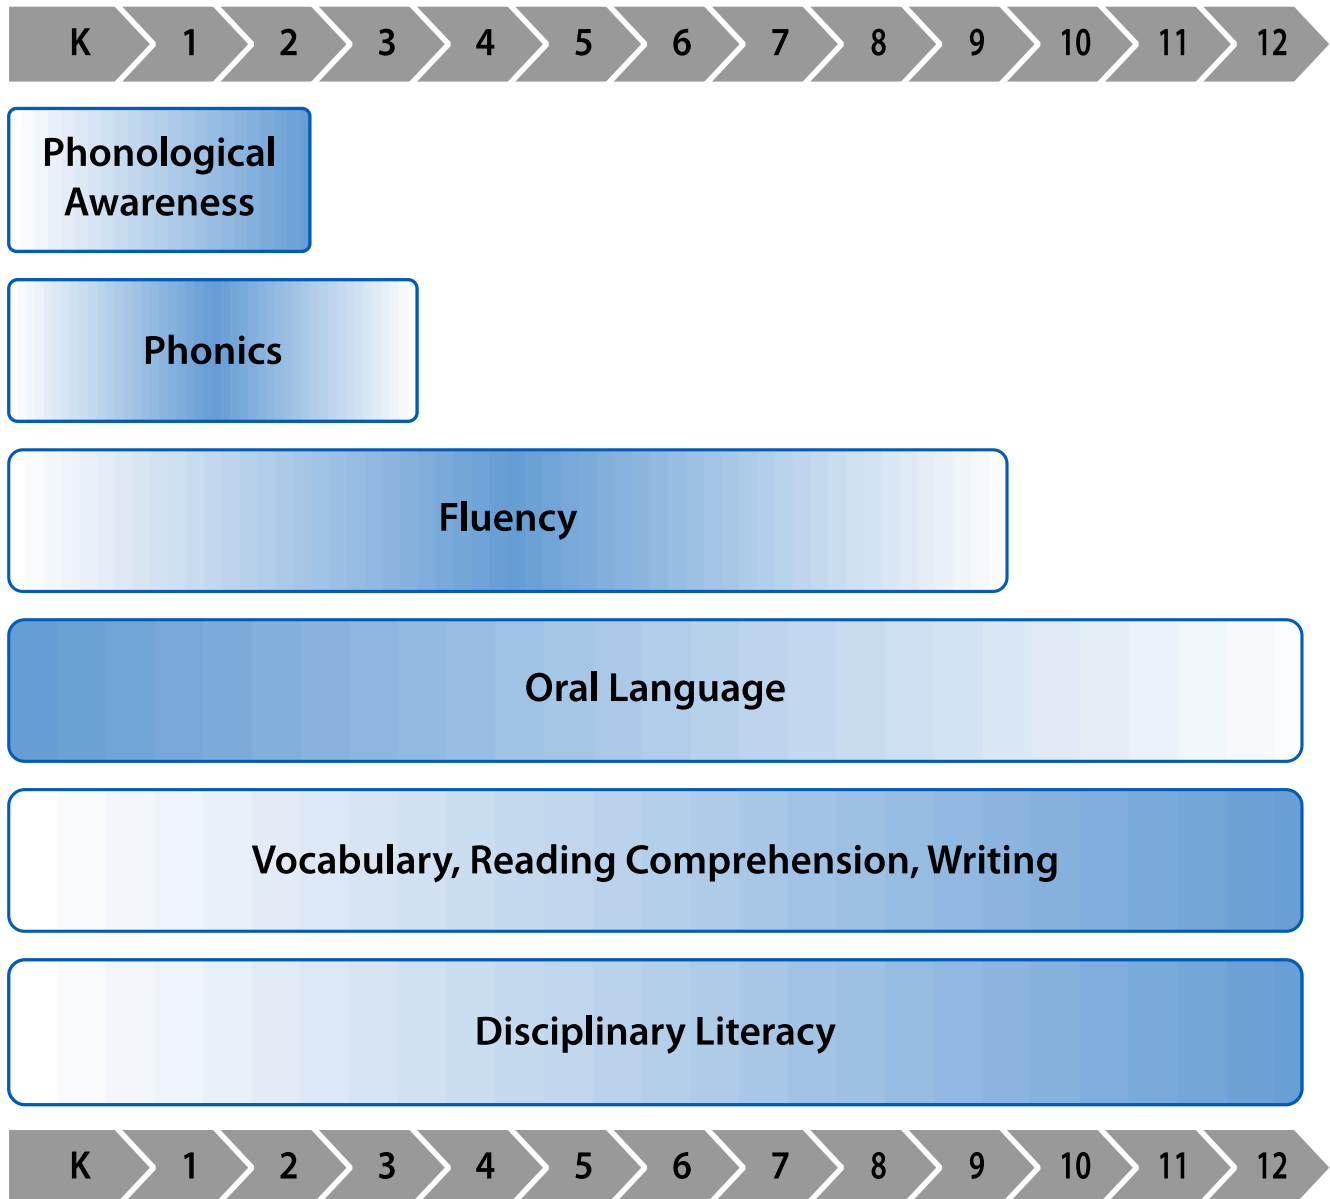 K 1 2 3 4 5 6 7 8 9 10 11 12
Phonological
Awareness
Phonics
Fluency
Oral Language
Vocabulary, Reading Comprehension, Writing
Disciplinary Literacy
K 1 2 3 4 5 6 7 8 9 10 11 12